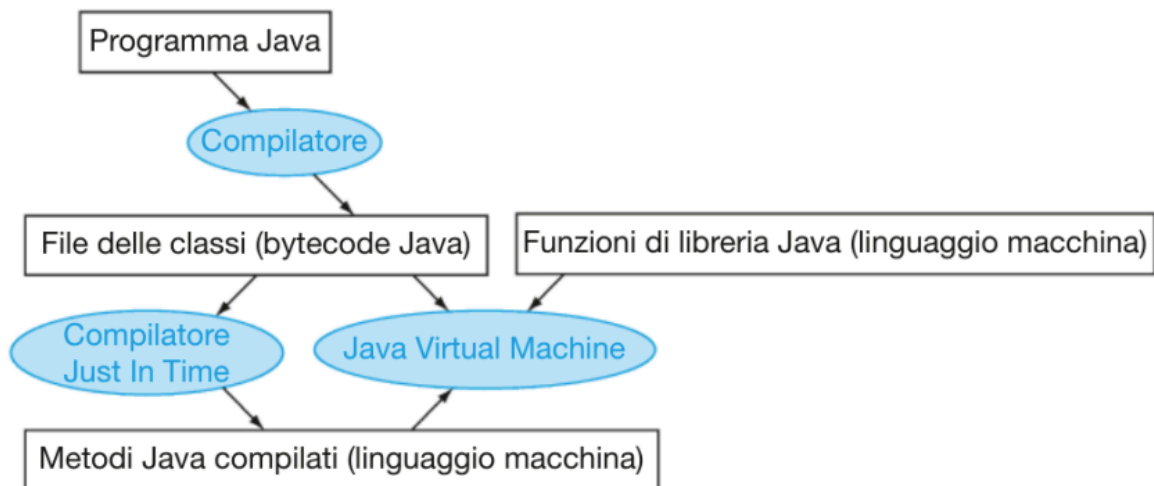 Programma Java
Compilatore
File delle classi (bytecode Java)
Funzioni di libreria Java (linguaggio macchina)
Compilatore
Just In Time
Java Virtual Machine
Metodi Java compilati (linguaggio macchina)